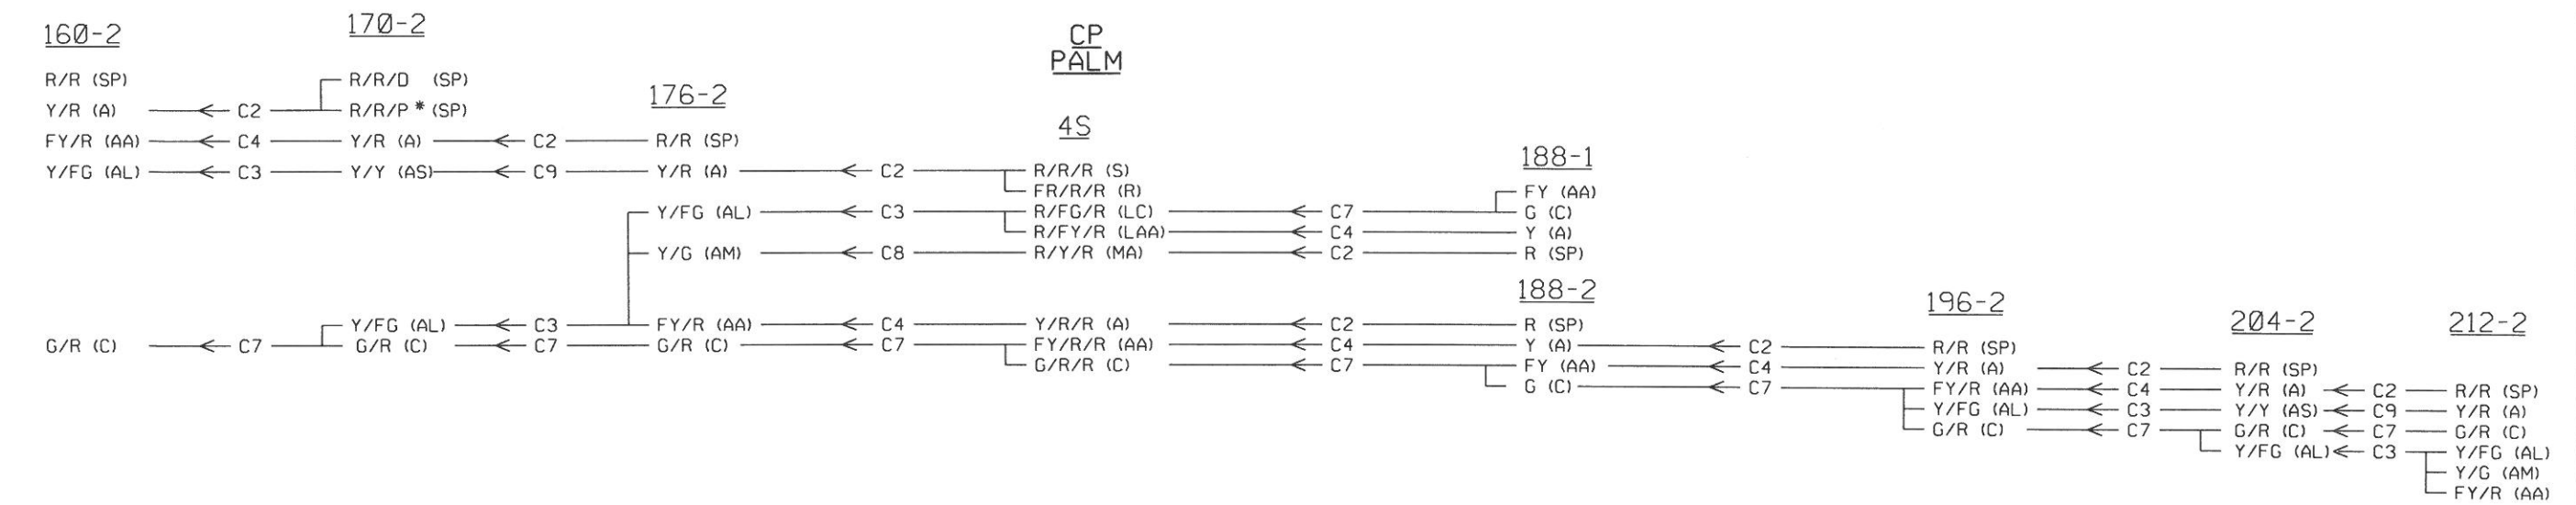 160-2
R/R (SP)
Y/R (A) C2
FY/R (AA) C4
Y/FG (AL) C3
G/R (C) C7
170-2
R/R/D (SP)
R/R/P * (SP)
Y/R (A) C2
Y/Y (AS) C9
Y/FG (AL) C3
G/R (C) C7
176-2
R/R (SP)
Y/R (A) C2
Y/FG (AL) C3
Y/G (AM) C8
FY/R (AA) C4
G/R (C) C7
CP
PALM
4S
R/R/R (S)
FR/R/R (R)
R/FG/R (LC) C7
R/FY/R (LAA) C4
R/Y/R (MA) C2
Y/R/R (A) C2
FY/R/R (AA) C4
G/R/R (C) C7
188-1
FY (AA)
G (C)
Y (A)
R (SP)
188-2
R (SP)
Y (A) C2
FY (AA) C4
G (C) C7
196-2
R/R (SP)
Y/R (A) C2
FY/R (AA) C4
Y/FG (AL) C3
G/R (C) C7
204-2
R/R (SP)
Y/R (A) C2
Y/Y (AS) C9
G/R (C) C7
Y/FG (AL) C3
212-2
R/R (SP)
Y/R (A)
G/R (C)
Y/FG (AL)
Y/G (AM)
FY/R (AA)